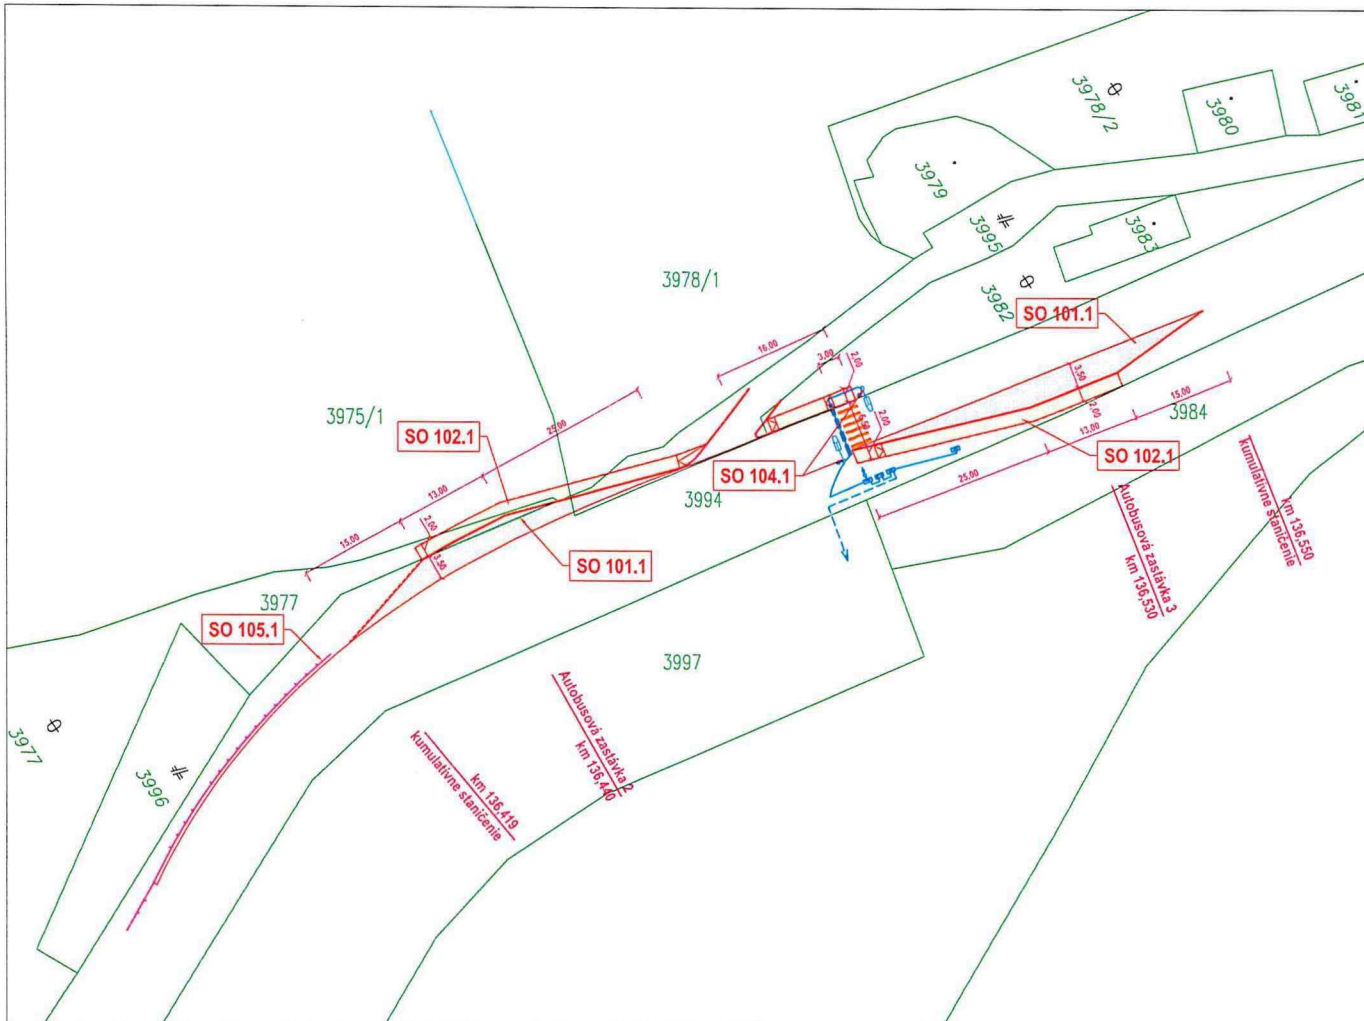 3978/2
3980
3981
3979
3995
3983
3978/1
3982
SO 101.1
16,00
3,00
2,00
3,50
2,00
15,00
3984
3975/1
25,00
SO 102.1
2,00
13,00
SO 102.1
SO 104.1
13,00
3994
25,00
2,00
15,00
3,50
SO 101.1
Autobusová zastávka 3
km 136,530
km 136,550
kumulatívne staničenie
3977
SO 105.1
3997
Autobusová zastávka 2
km 136,440
km 136,419
kumulatívne staničenie
3977
3996